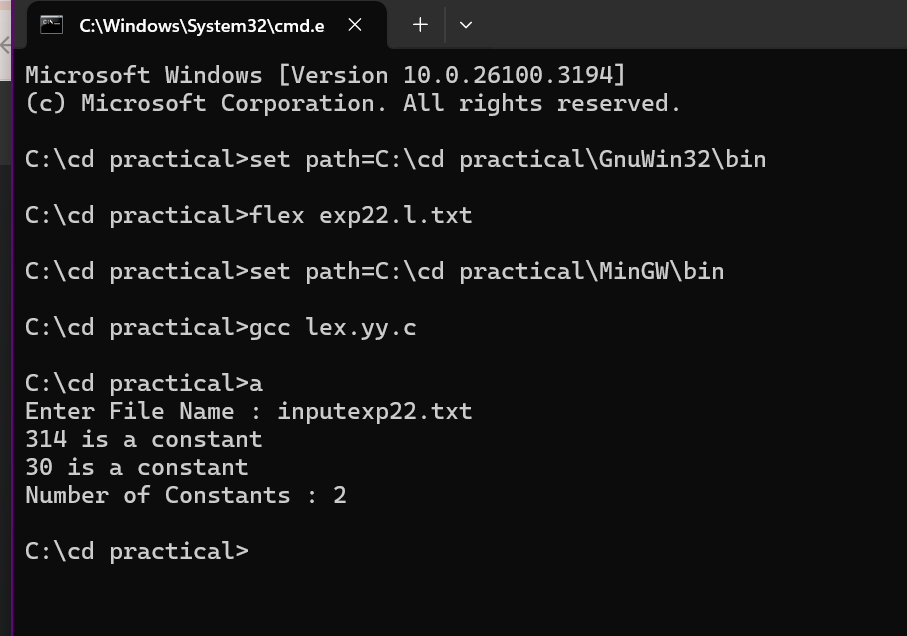 C:\Windows\System32\cmd.e
Microsoft Windows [Version 10.0.26100.3194]
(c) Microsoft Corporation. All rights reserved.
C:\cd practical>set path=C:\cd practical\GnuWin32\bin
C:\cd practical>flex exp22.l.txt
C:\cd practical>set path=C:\cd practical\MinGW\bin
C:\cd practical>gcc lex.yy.c
C:\cd practical>a
Enter File Name : inputexp22.txt
314 is a constant
30 is a constant
Number of Constants : 2
C:\cd practical>